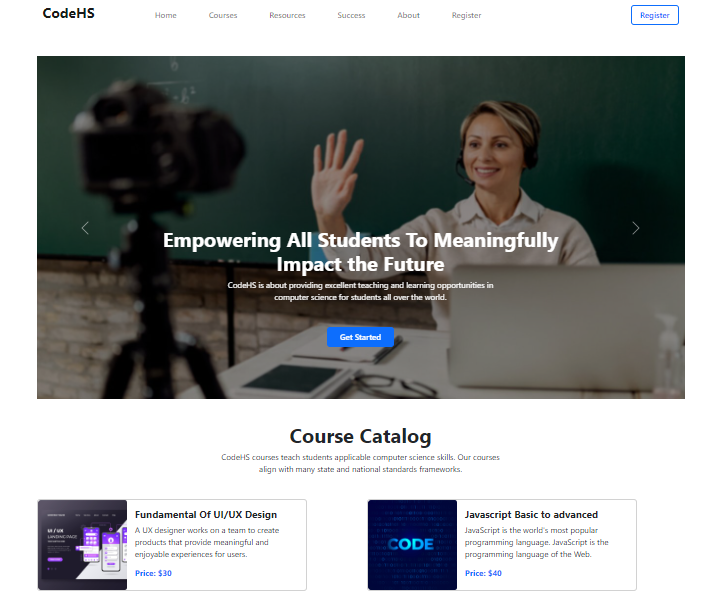 CodeHS
Home Courses Resources Success About Register
Register
Empowering All Students To Meaningfully
Impact the Future
CodeHS is about providing excellent teaching and learning opportunities in
computer science for students all over the world.
Get Started
Course Catalog
CodeHS courses teach students applicable computer science skills. Our courses
align with many state and national standards frameworks.
UI / UX
LANDING PAGE
Fundamental Of UI/UX Design
A UX designer works on a team to create
products that provide meaningful and
enjoyable experiences for users.
Price: $30
CODE
Javascript Basic to advanced
JavaScript is the world's most popular
programming language. JavaScript is the
programming language of the Web.
Price: $40